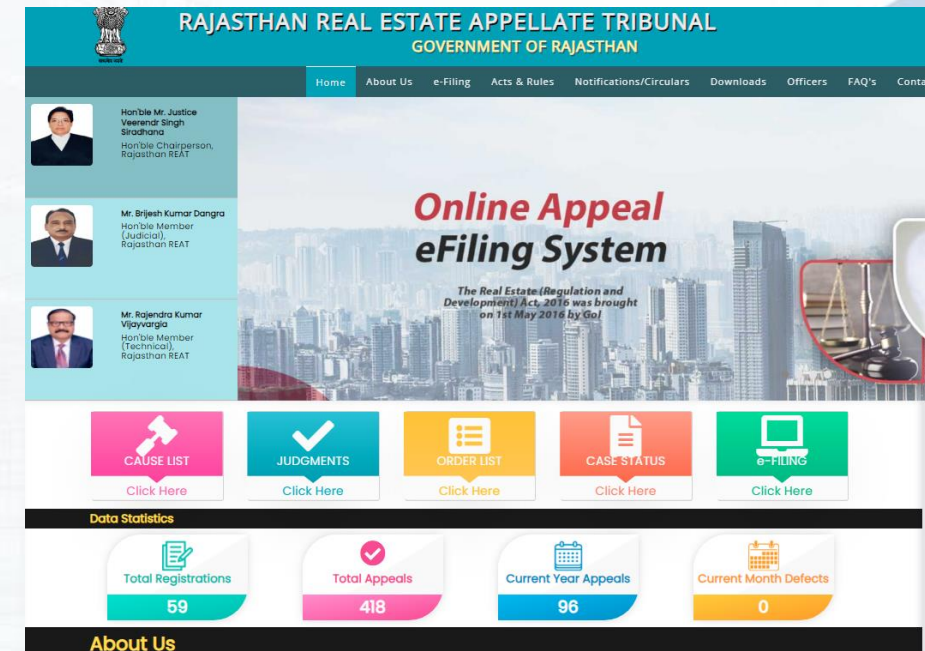 RAJASTHAN REAL ESTATE APPELLATE TRIBUNAL
GOVERNMENT OF RAJASTHAN
Home About Us e-Filing Acts & Rules Notifications/Circulars Downloads Officers FAQ's Conta
Hon'ble Mr. Justice
Veerendr Singh
Siradhana
Hon'ble Chairperson,
Rajasthan REAT
Mr. Brijesh Kumar Dangra
Hon'ble Member
(Judicial),
Rajasthan REAT
Mr. Rajendra Kumar
Vijayvargia
Hon'ble Member
(Technical),
Rajasthan REAT
Online Appeal
eFiling System
The Real Estate (Regulation and
Development) Act, 2016 was brought
on 1st May 2016 by GoI
CAUSE LIST JUDGMENTS ORDER LIST CASE STATUS e-FILING
Click Here Click Here Click Here Click Here Click Here
Data Statistics
Total Registrations Total Appeals Current Year Appeals Current Month Defects
59 418 96 0
About Us